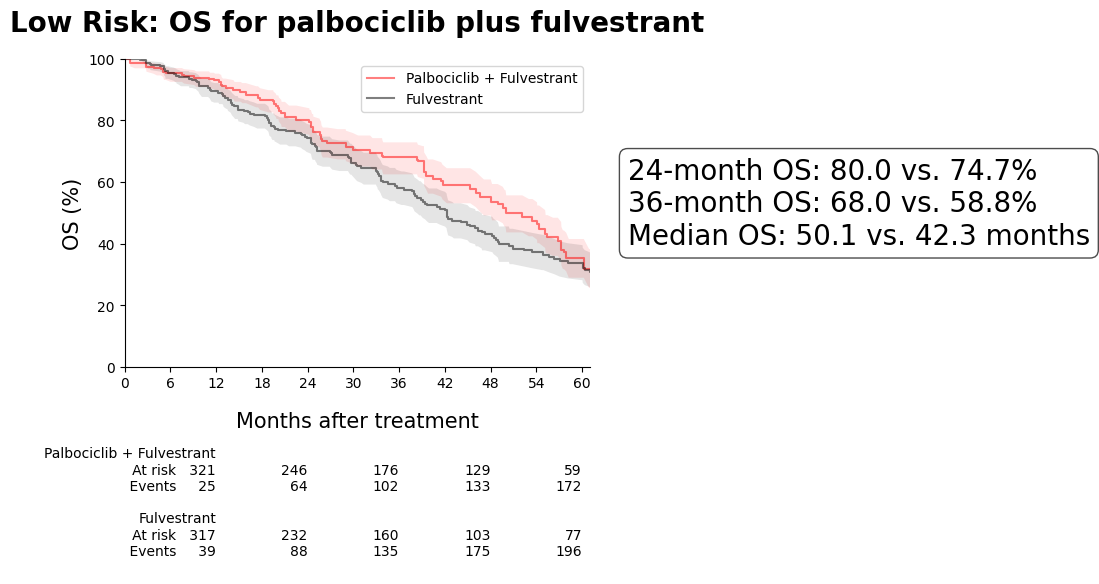 Low Risk: OS for palbociclib plus fulvestrant
100
80
60
40
20
0
OS (%)
Palbociclib + Fulvestrant
Fulvestrant
0 6 12 18 24 30 36 42 48 54 60
Months after treatment
24-month OS: 80.0 vs. 74.7%
36-month OS: 68.0 vs. 58.8%
Median OS: 50.1 vs. 42.3 months
Palbociclib + Fulvestrant
At risk 321 246 176 129 59
Events 25 64 102 133 172
Fulvestrant
At risk 317 232 160 103 77
Events 39 88 135 175 196